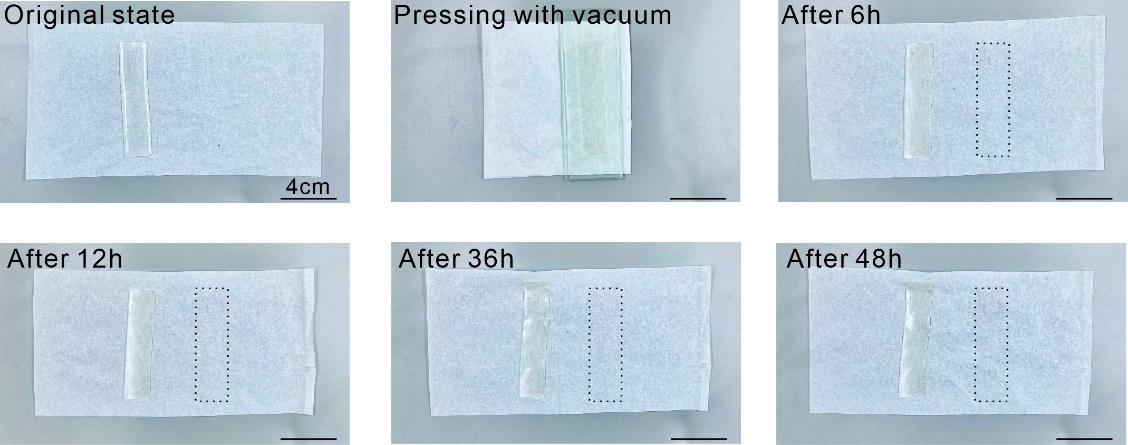 Original state
Pressing with vacuum
After 6h
4cm
After 12h
After 36h
After 48h